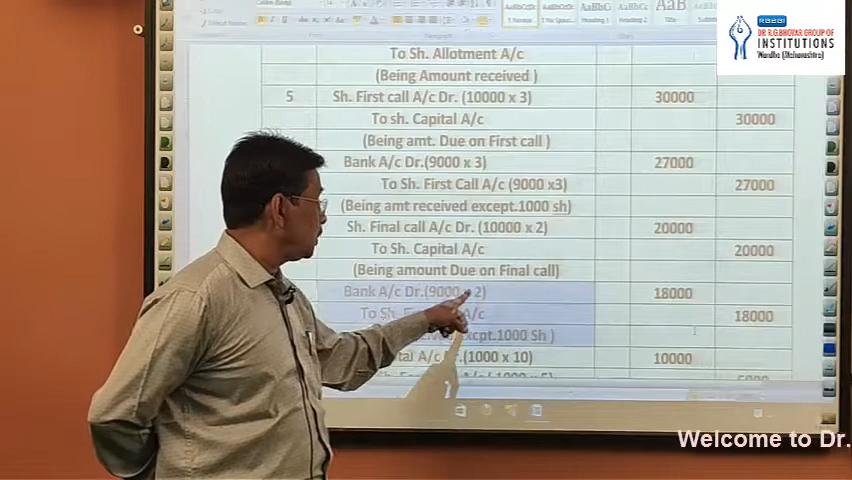 DR R.G.BHOYAR GROUP OF
INSTITUTIONS
Wardha (Maharashtra)
To Sh. Allotment A/c
(Being Amount received )
5 Sh. First call A/c Dr. (10000 x 3) 30000
To Sh. Capital A/c 30000
(Being amt. Due on First call )
Bank A/c Dr.(9000 x 3) 27000
To Sh. First Call A/c (9000 x3) 27000
(Being amt received except.1000 sh)
Sh. Final call A/c Dr. (10000 x 2) 20000
To Sh. Capital A/c 20000
(Being amount Due on Final call)
Bank A/c Dr.(9000 x 2) 18000
To Sh. A/c 18000
1000 Sh )
A/c Dr.(1000 x 10) 10000
Welcome to Dr.